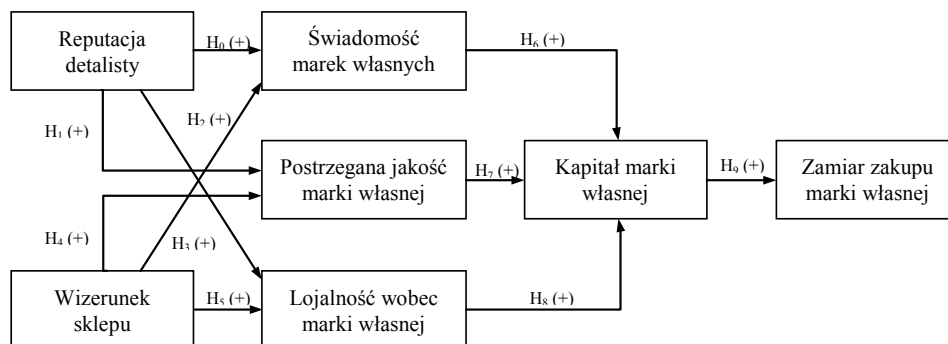 Reputacja
detalisty
H₀ (+)
Świadomość
marek własnych
H₆ (+)
H₁ (+)
H₂ (+)
Postrzegana jakość
marki własnej
H₇ (+)
Kapitał marki
własnej
H₉ (+)
Zamiar zakupu
marki własnej
H₄ (+)
H₃ (+)
Wizerunek
sklepu
H₅ (+)
Lojalność wobec
marki własnej
H₈ (+)